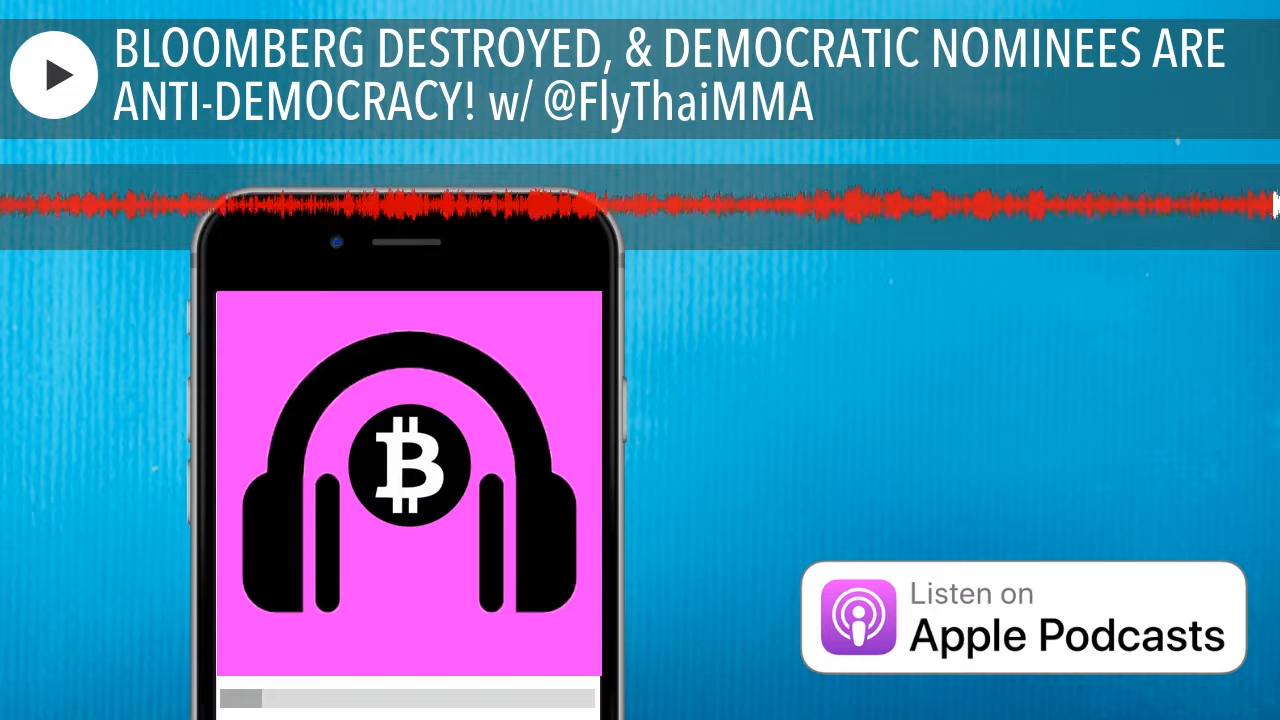 BLOOMBERG DESTROYED, & DEMOCRATIC NOMINEES ARE
ANTI-DEMOCRACY! w/ @FlyThaiMMA
Listen on
Apple Podcasts